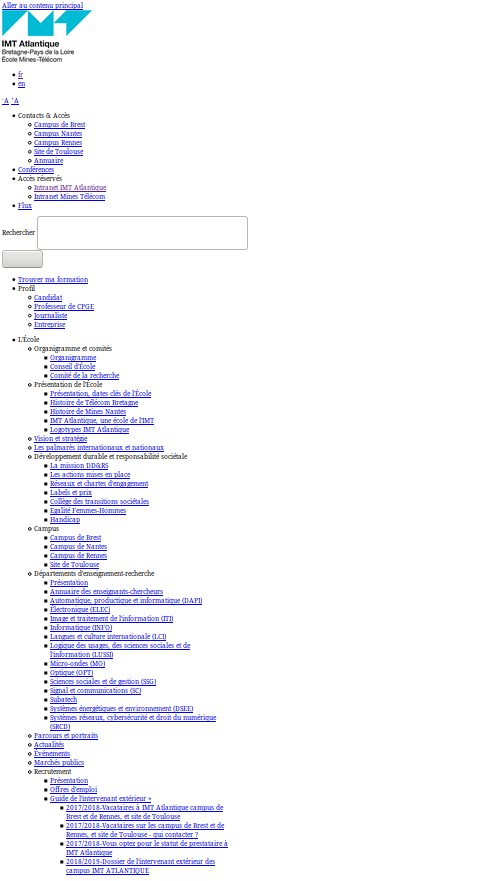 Aller au contenu principal
IMT Atlantique
Bretagne-Pays de la Loire
École Mines-Télécom
fr
en
-A +A
Contacts & Accès
Campus de Brest
Campus Nantes
Campus Rennes
Site de Toulouse
Annuaire
Conférences
Accès réservés
Intranet IMT Atlantique
Intranet Mines Télécom
Flux
Rechercher
Trouver ma formation
Profil
Candidat
Professeur de CPGE
Journaliste
Entreprise
L'École
Organigramme et comités
Organigramme
Conseil d'École
Comité de la recherche
Présentation de l'École
Présentation, dates clés de l'École
Histoire de Télécom Bretagne
Histoire de Mines Nantes
IMT Atlantique, une école de l'IMT
Logotypes IMT Atlantique
Vision et stratégie
Les palmarès internationaux et nationaux
Développement durable et responsabilité sociétale
La mission DD&RS
Les actions mises en place
Réseaux et chartes d'engagement
Labels et prix
Collège des transitions sociétales
Egalité Femmes-Hommes
Handicap
Campus
Campus de Brest
Campus de Nantes
Campus de Rennes
Site de Toulouse
Départements d'enseignement-recherche
Présentation
Annuaire des enseignants-chercheurs
Automatique, productique et informatique (DAPI)
Électronique (ELEC)
Image et traitement de l'information (ITI)
Informatique (INFO)
Langues et culture internationale (LCI)
Logique des usages, des sciences sociales et de
l'information (LUSSI)
Micro-ondes (MO)
Optique (OPT)
Sciences sociales et de gestion (SSG)
Signal et communications (SC)
Subatech
Systèmes énergétiques et environnement (DSEE)
Systèmes réseaux, cybersécurité et droit du numérique
(SRCD)
Parcours et portraits
Actualités
Événements
Marchés publics
Recrutement
Présentation
Offres d'emploi
Guide de l'intervenant extérieur »
2017/2018-Vacataires à IMT Atlantique campus de
Brest et de Rennes, et site de Toulouse
2017/2018-Vacataires sur les campus de Brest et de
Rennes, et site de Toulouse - qui contacter ?
2017/2018-Vous optez pour le statut de prestataire à
IMT Atlantique
2018/2019-Dossier de l'intervenant extérieur des
campus IMT ATLANTIQUE